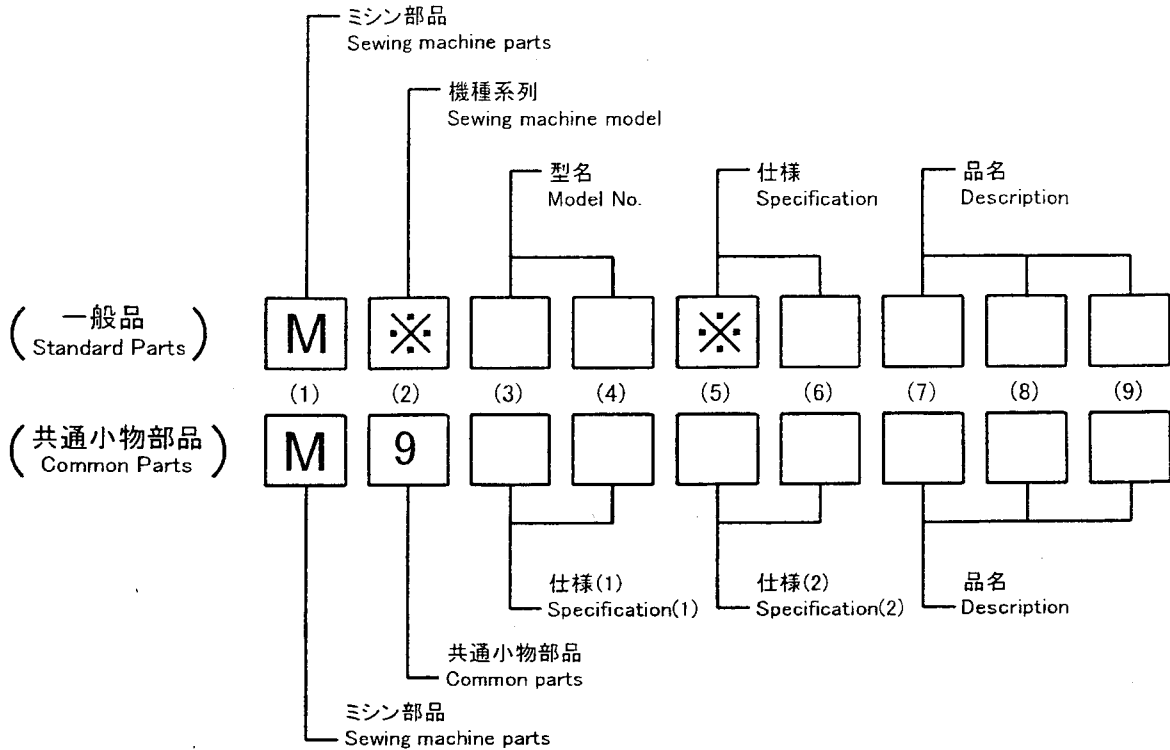 ミシン部品
Sewing machine parts
機種系列
Sewing machine model
型名
Model No.
仕様
Specification
品名
Description
(一般品
Standard Parts)
M ※ ※
(1) (2) (3) (4) (5) (6) (7) (8) (9)
(共通小物部品
Common Parts)
M 9
仕様(1)
Specification(1)
仕様(2)
Specification(2)
品名
Description
共通小物部品
Common parts
ミシン部品
Sewing machine parts